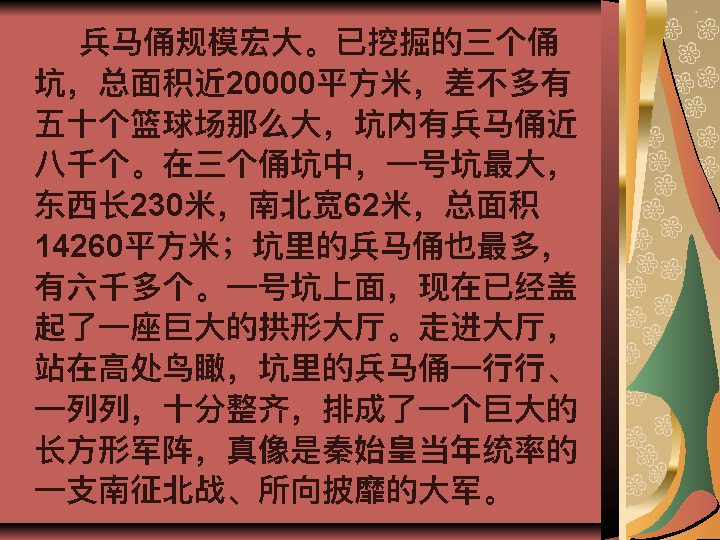 兵马俑规模宏大。已挖掘的三个俑
坑，总面积近20000平方米，差不多有
五十个篮球场那么大，坑内有兵马俑近
八千个。在三个俑坑中，一号坑最大，
东西长230米，南北宽62米，总面积
14260平方米；坑里的兵马俑也最多，
有六千多个。一号坑上面，现在已经盖
起了一座巨大的拱形大厅。走进大厅，
站在高处鸟瞰，坑里的兵马俑一行行、
一列列，十分整齐，排成了一个巨大的
长方形军阵，真像是秦始皇当年统率的
一支南征北战、所向披靡的大军。